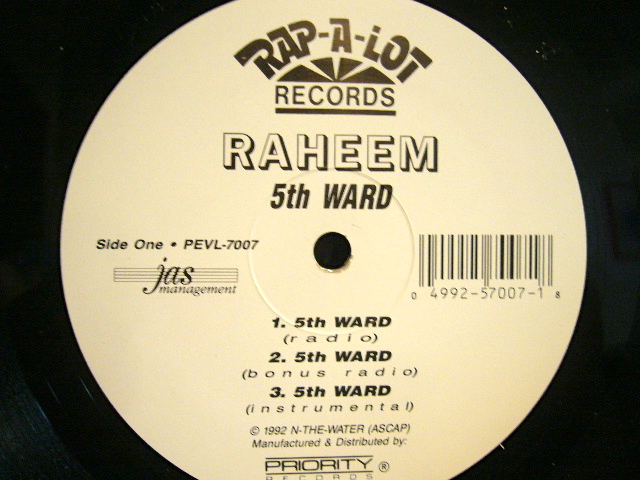 RAP-A-LOT
RECORDS
RAHEEM
5th WARD
Side One • PEVL-7007
jas
management
0 4992-57007-1 8
1. 5th WARD
(radio)
2. 5th WARD
(bonus radio)
3. 5th WARD
(instrumental)
© 1992 N-THE-WATER (ASCAP)
Manufactured & Distributed by:
PRIORITY ®
RECORDS